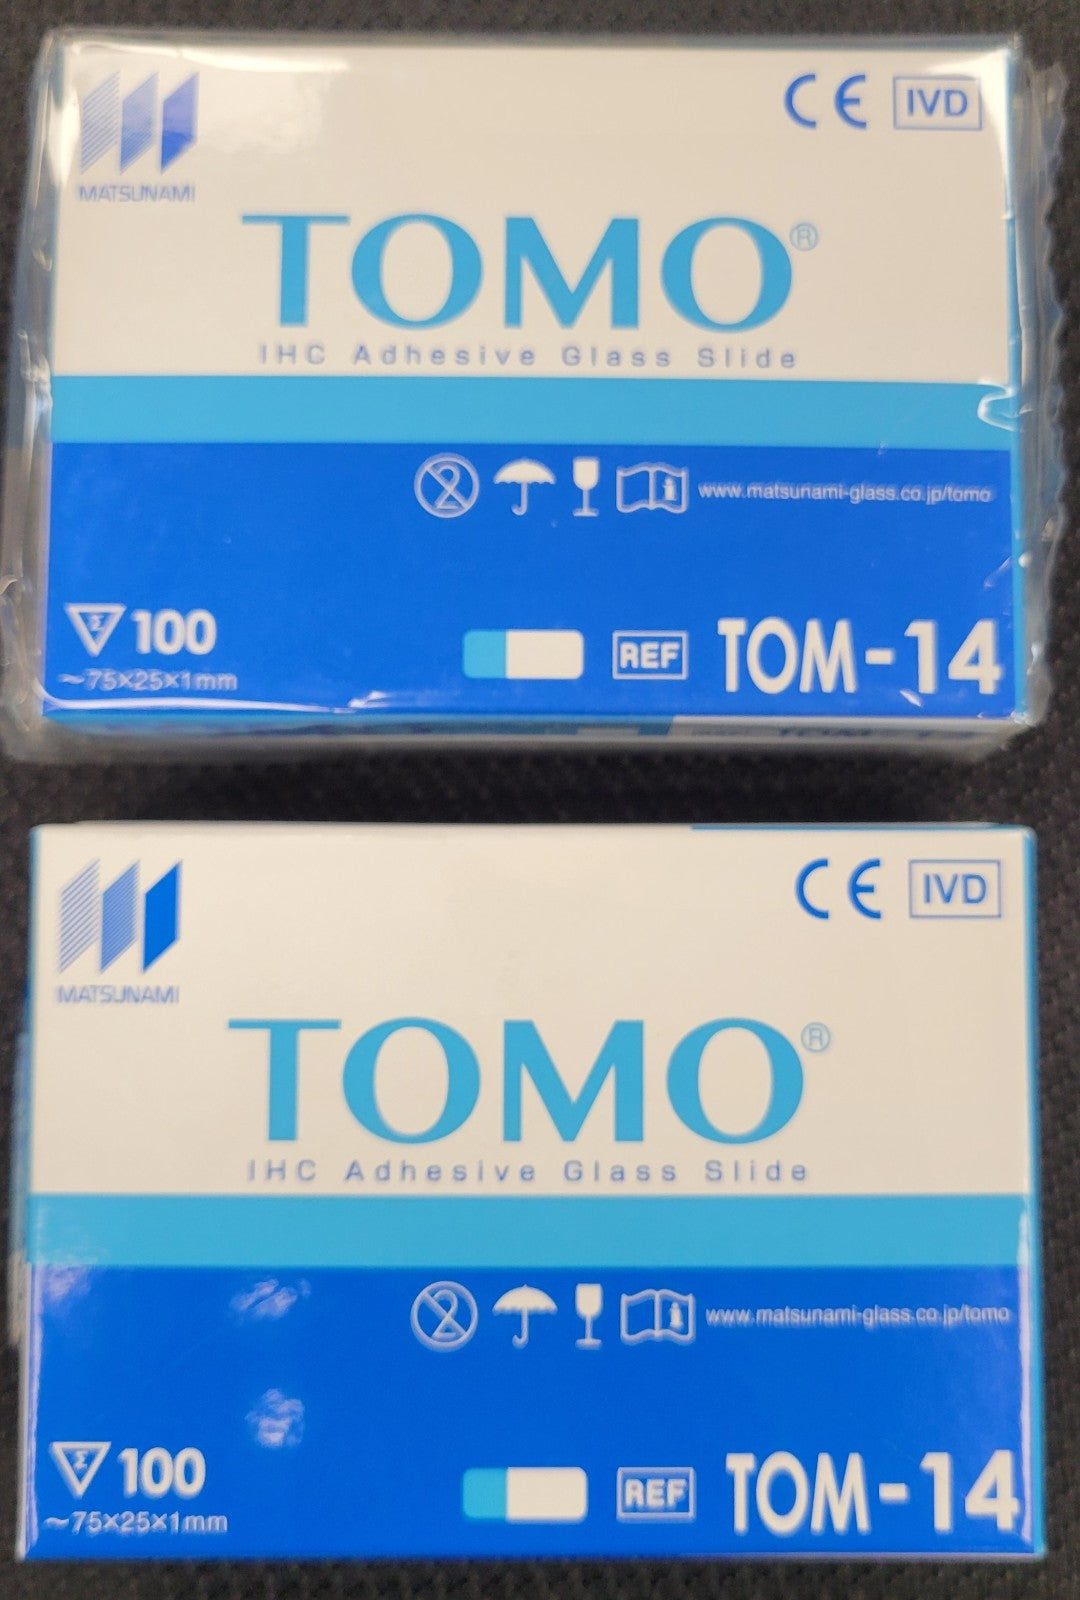 MATSUNAMI
CE IVD
TOMO®
IHC Adhesive Glass Slide
2 www.matsunami-glass.co.jp/tomo
Σ 100
~75×25×1mm
REF TOM-14
MATSUNAMI
CE IVD
TOMO®
IHC Adhesive Glass Slide
2 www.matsunami-glass.co.jp/tomo
Σ 100
~75×25×1mm
REF TOM-14